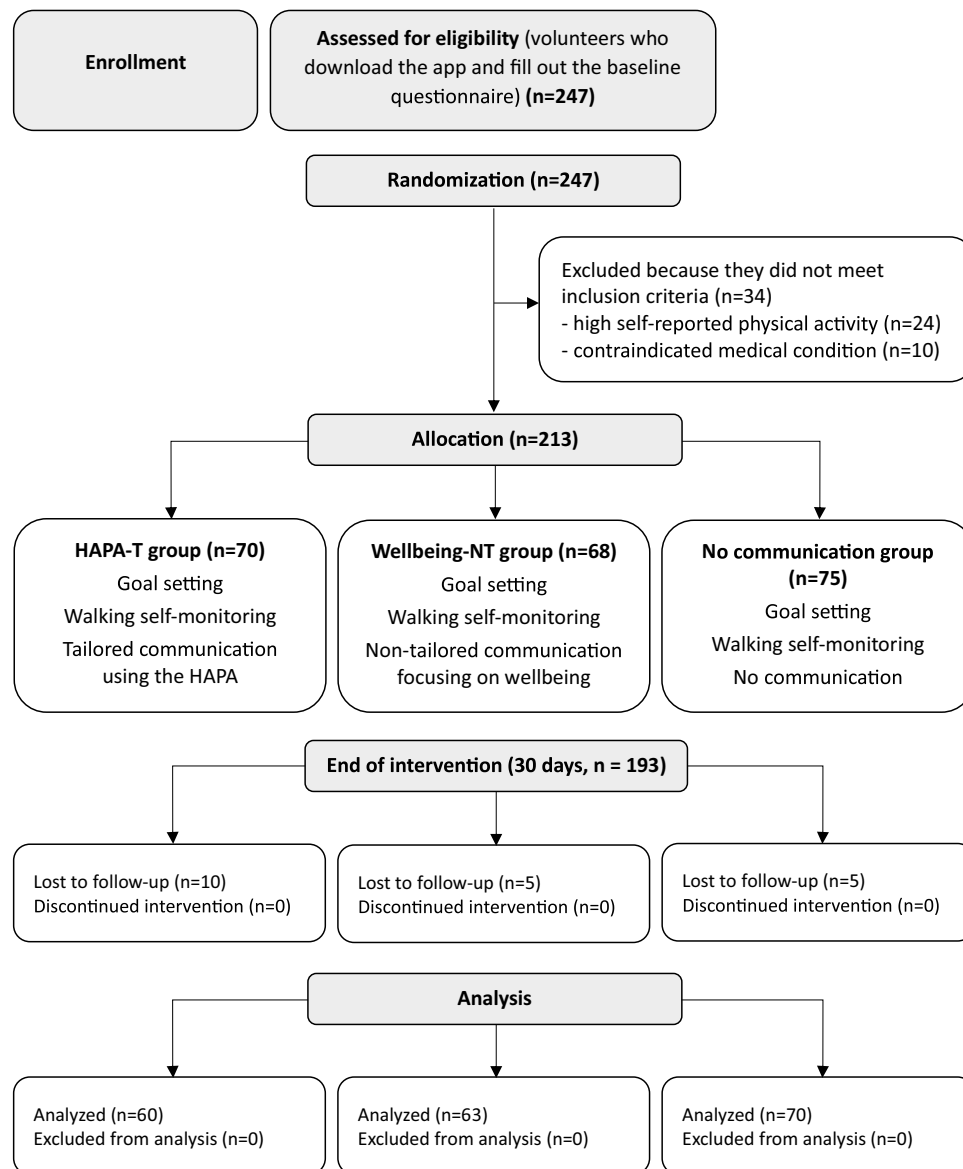 Enrollment
Assessed for eligibility (volunteers who
download the app and fill out the baseline
questionnaire) (n=247)
Randomization (n=247)
Excluded because they did not meet
inclusion criteria (n=34)
- high self-reported physical activity (n=24)
- contraindicated medical condition (n=10)
Allocation (n=213)
HAPA-T group (n=70)
Goal setting
Walking self-monitoring
Tailored communication
using the HAPA
Wellbeing-NT group (n=68)
Goal setting
Walking self-monitoring
Non-tailored communication
focusing on wellbeing
No communication group
(n=75)
Goal setting
Walking self-monitoring
No communication
End of intervention (30 days, n = 193)
Lost to follow-up (n=10)
Discontinued intervention (n=0)
Lost to follow-up (n=5)
Discontinued intervention (n=0)
Lost to follow-up (n=5)
Discontinued intervention (n=0)
Analysis
Analyzed (n=60)
Excluded from analysis (n=0)
Analyzed (n=63)
Excluded from analysis (n=0)
Analyzed (n=70)
Excluded from analysis (n=0)